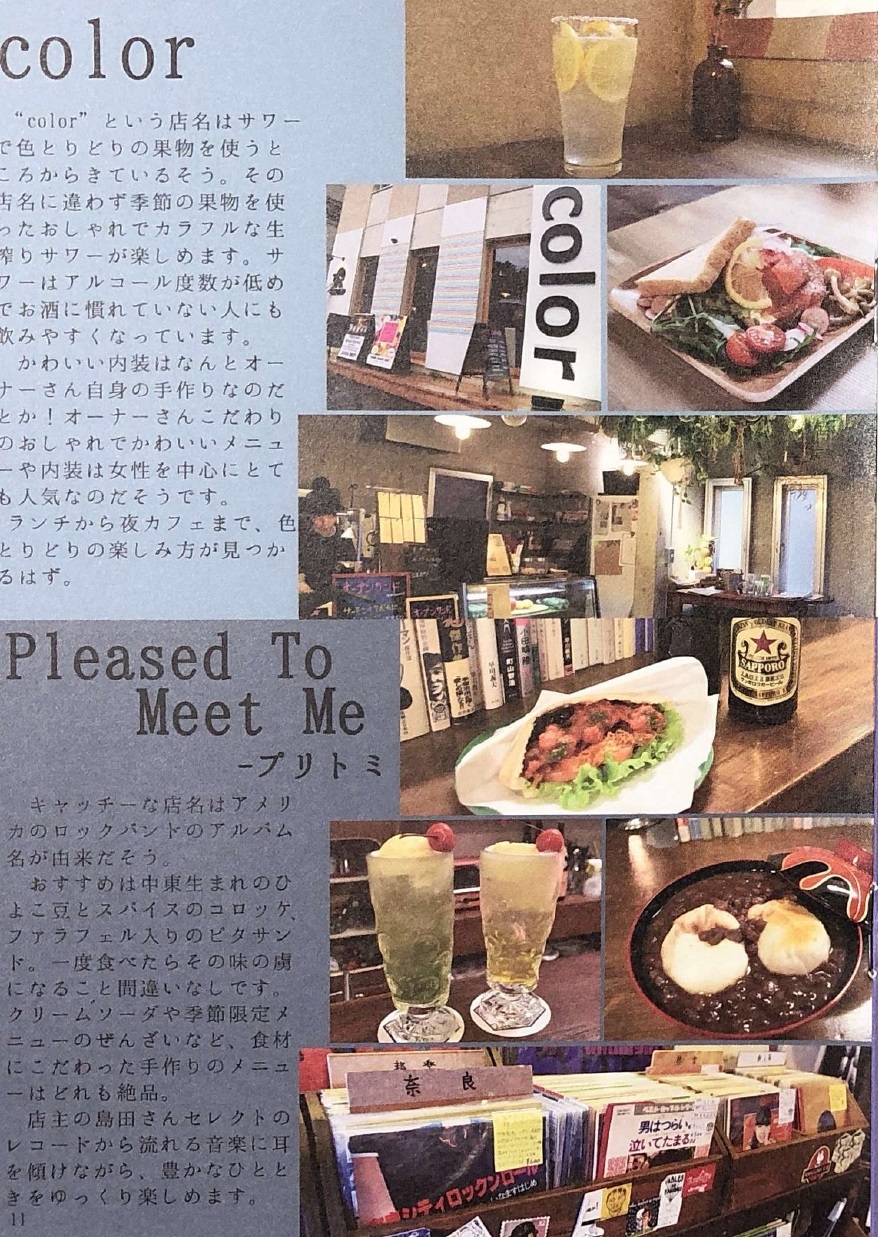 color
“color”という店名はサワー
で色とりどりの果物を使うと
ころからきているそう。その
店名に違わず季節の果物を使
ったおしゃれでカラフルな生
搾りサワーが楽しめます。サ
ワーはアルコール度数が低め
でお酒に慣れていない人にも
飲みやすくなっています。
かわいい内装はなんとオー
ナーさん自身の手作りなのだ
とか！オーナーさんこだわり
のおしゃれでかわいいメニュ
ーや内装は女性を中心にとて
も人気なのだそうです。
ランチから夜カフェまで、色
とりどりの楽しみ方が見つか
るはず。
color
オープンサンド
Pleased To
Meet Me
-プリトミ
キャッチーな店名はアメリ
カのロックバンドのアルバム
名が由来だそう。
おすすめは中東生まれのひ
よこ豆とスパイスのコロッケ、
ファラフェル入りのピタサン
ド。一度食べたらその味の虜
になること間違いなしです。
クリームソーダや季節限定メ
ニューのぜんざいなど、食材
にこだわった手作りのメニュ
ーはどれも絶品。
店主の島田さんセレクトの
レコードから流れる音楽に耳
を傾けながら、豊かなひとと
きをゆっくり楽しめます。
11
町山智浩
SAPPORO
奈良
男はつらい
泣いてたまる
シティロックンロール